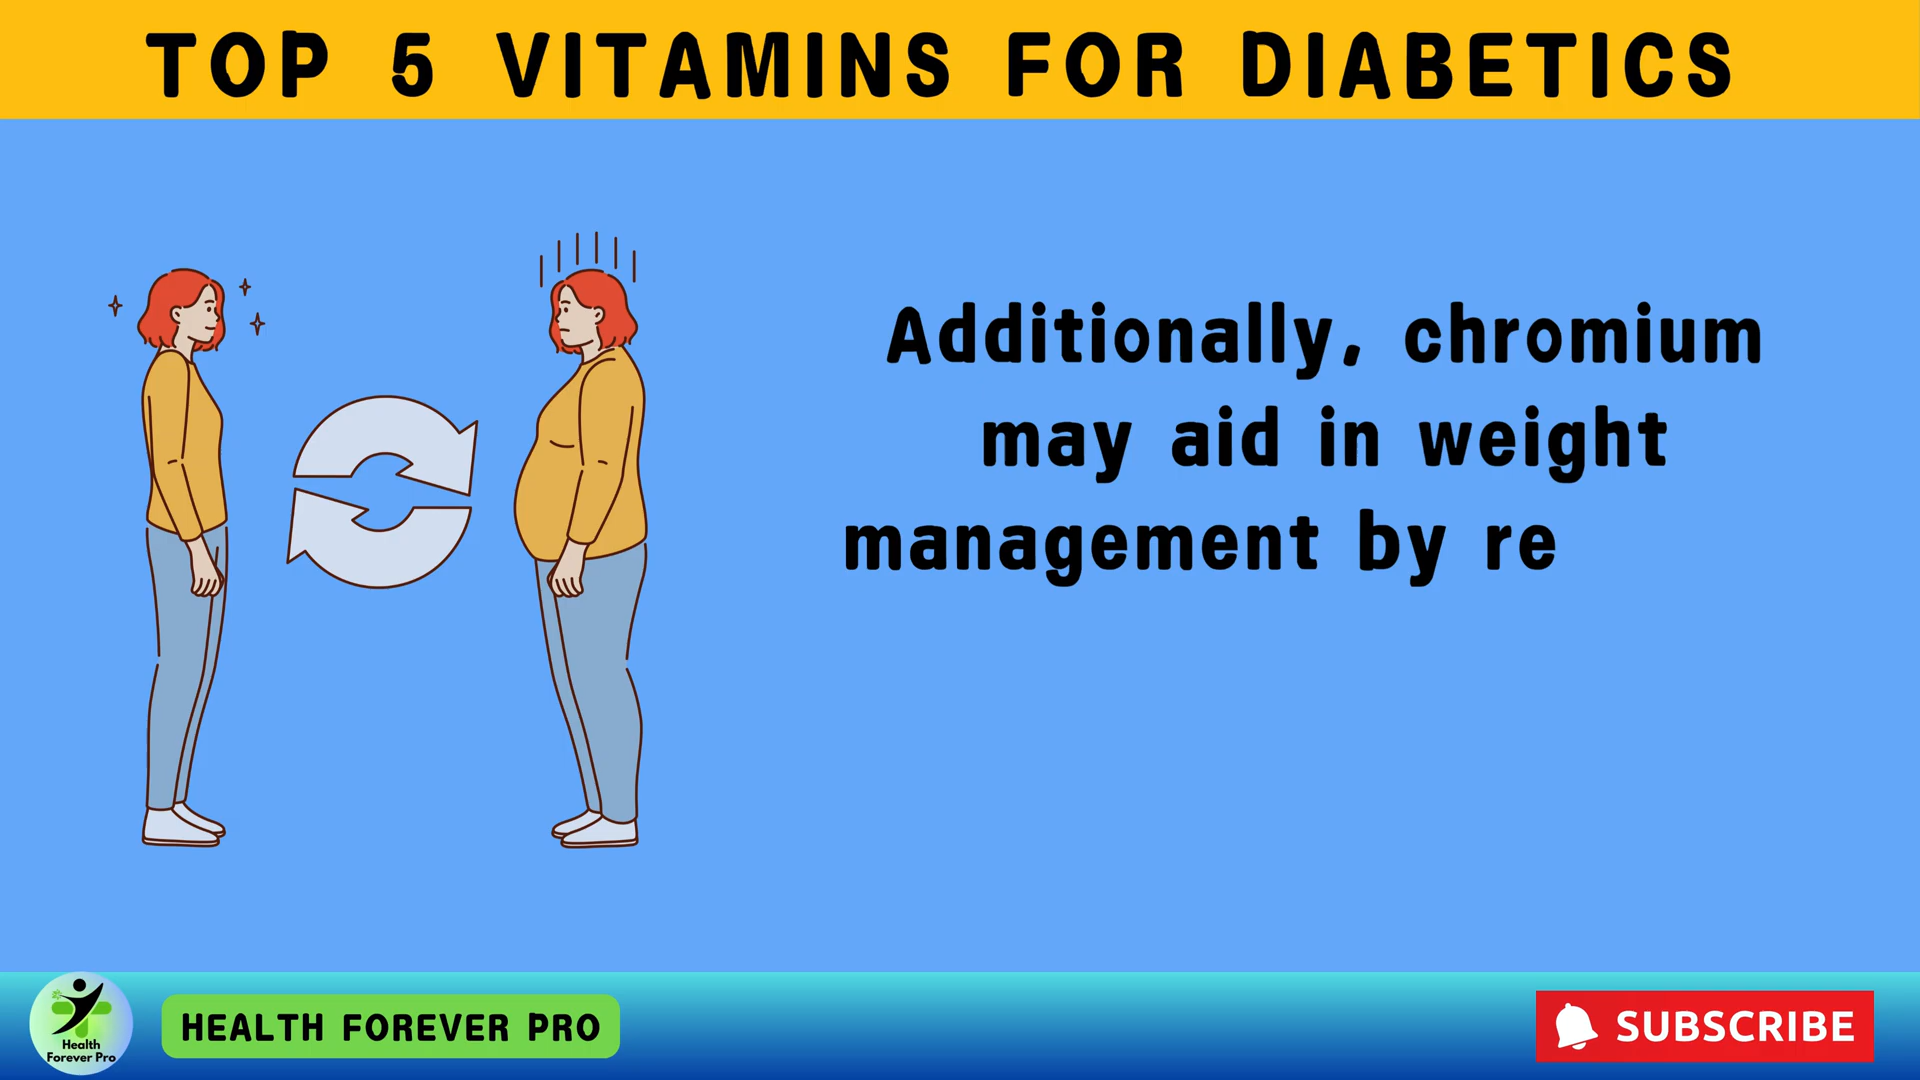 TOP 5 VITAMINS FOR DIABETICS
Additionally, chromium
may aid in weight
management by re
Health
Forever Pro
HEALTH FOREVER PRO
SUBSCRIBE